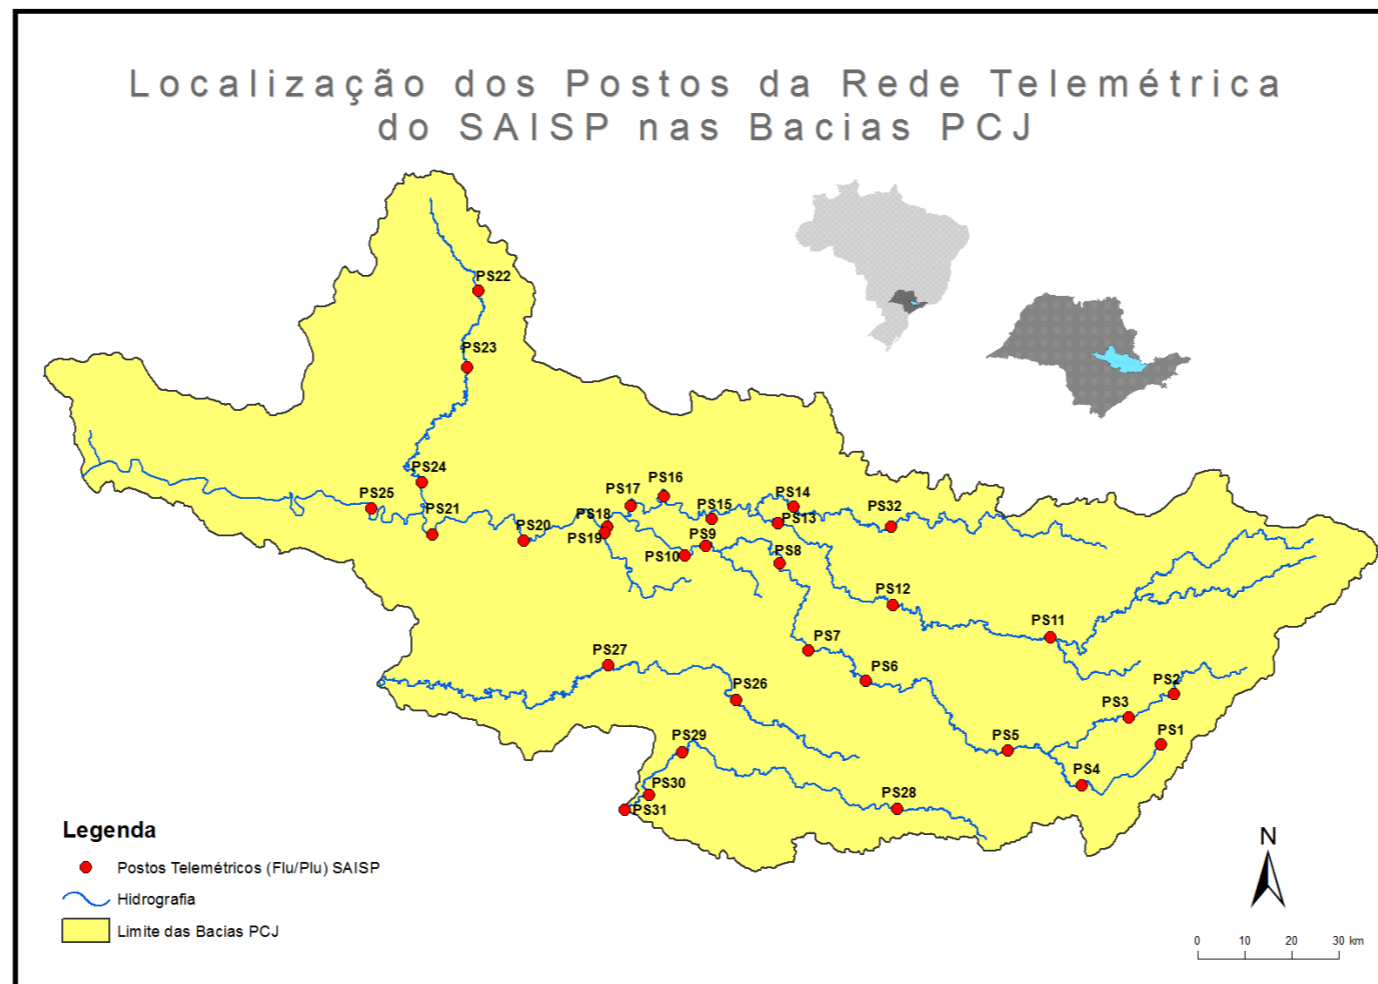 Localização dos Postos da Rede Telemétrica
do SAISP nas Bacias PCJ
PS22
PS23
PS24
PS25
PS21
PS20
PS19
PS18
PS17
PS16
PS15
PS14
PS13
PS32
PS10
PS9
PS8
PS12
PS11
PS7
PS6
PS27
PS26
PS2
PS3
PS1
PS5
PS4
PS29
PS30
PS31
PS28
Legenda
Postos Telemétricos (Flu/Plu) SAISP
Hidrografia
Limite das Bacias PCJ
N
0 10 20 30 km